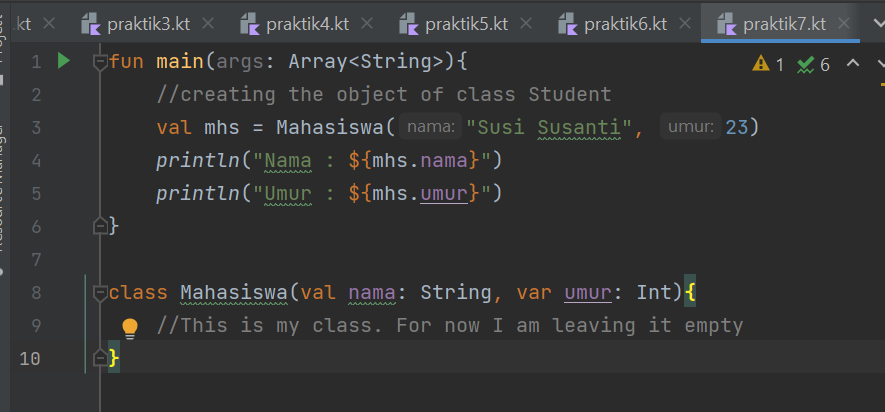 .kt praktik3.kt praktik4.kt praktik5.kt praktik6.kt praktik7.kt
1 fun main(args: Array<String>){ 1 6
2 //creating the object of class Student
3 val mhs = Mahasiswa( nama: "Susi Susanti", umur: 23)
4 println("Nama : ${mhs.nama}")
5 println("Umur : ${mhs.umur}")
6 }
7
8 class Mahasiswa(val nama: String, var umur: Int){
9 //This is my class. For now I am leaving it empty
10 }
Project
Resource Manager